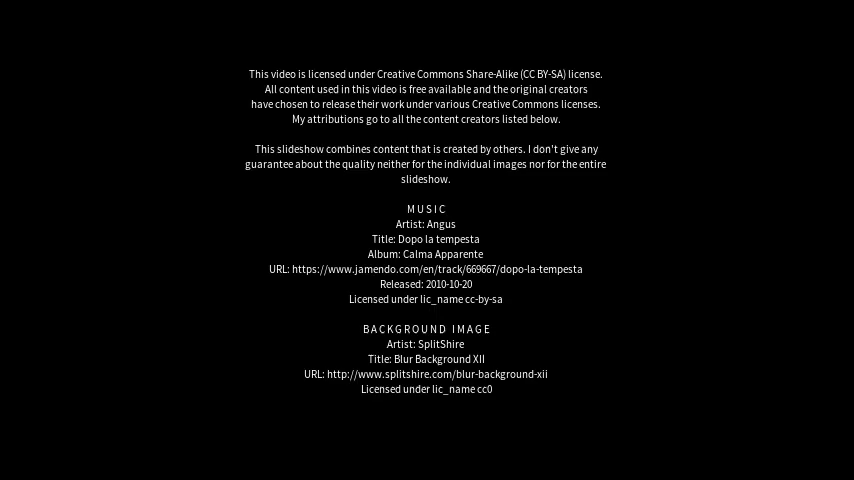 This video is licensed under Creative Commons Share-Alike (CC BY-SA) license.
All content used in this video is free available and the original creators
have chosen to release their work under various Creative Commons licenses.
My attributions go to all the content creators listed below.
This slideshow combines content that is created by others. I don't give any
guarantee about the quality neither for the individual images nor for the entire
slideshow.
MUSIC
Artist: Angus
Title: Dopo la tempesta
Album: Calma Apparente
URL: https://www.jamendo.com/en/track/669667/dopo-la-tempesta
Released: 2010-10-20
Licensed under lic_name cc-by-sa
BACKGROUND IMAGE
Artist: SplitShire
Title: Blur Background XII
URL: http://www.splitshire.com/blur-background-xii
Licensed under lic_name cc0